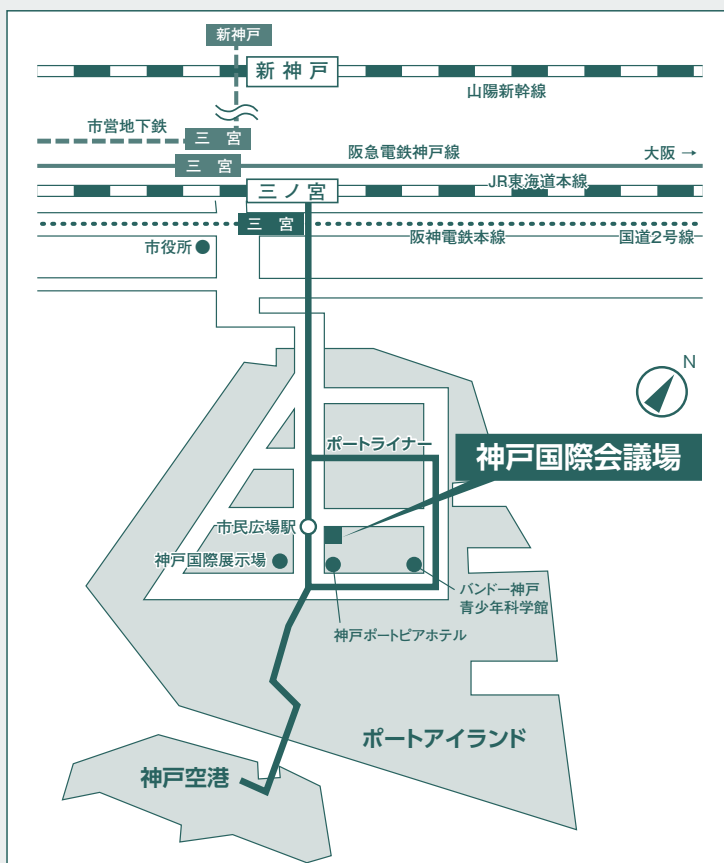 新神戸
新神戸
山陽新幹線
市営地下鉄
三 宮
三 宮
阪急電鉄神戸線
大阪 →
三ノ宮
JR東海道本線
三 宮
阪神電鉄本線
国道2号線
市役所
N
ポートライナー
神戸国際会議場
市民広場駅
神戸国際展示場
バンドー神戸
青少年科学館
神戸ポートピアホテル
ポートアイランド
神戸空港